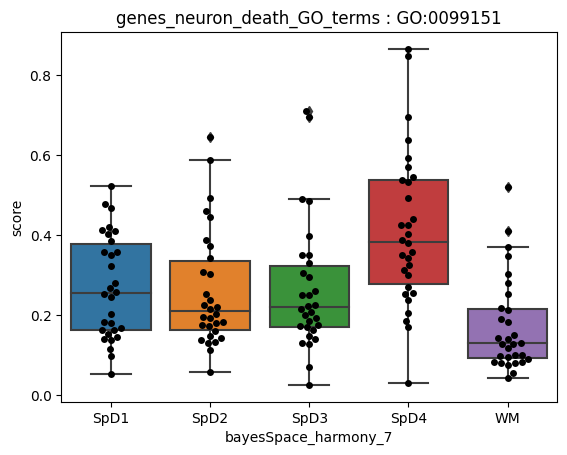 genes_neuron_death_GO_terms : GO:0099151
score
0.8
0.6
0.4
0.2
0.0
SpD1 SpD2 SpD3 SpD4 WM
bayesSpace_harmony_7